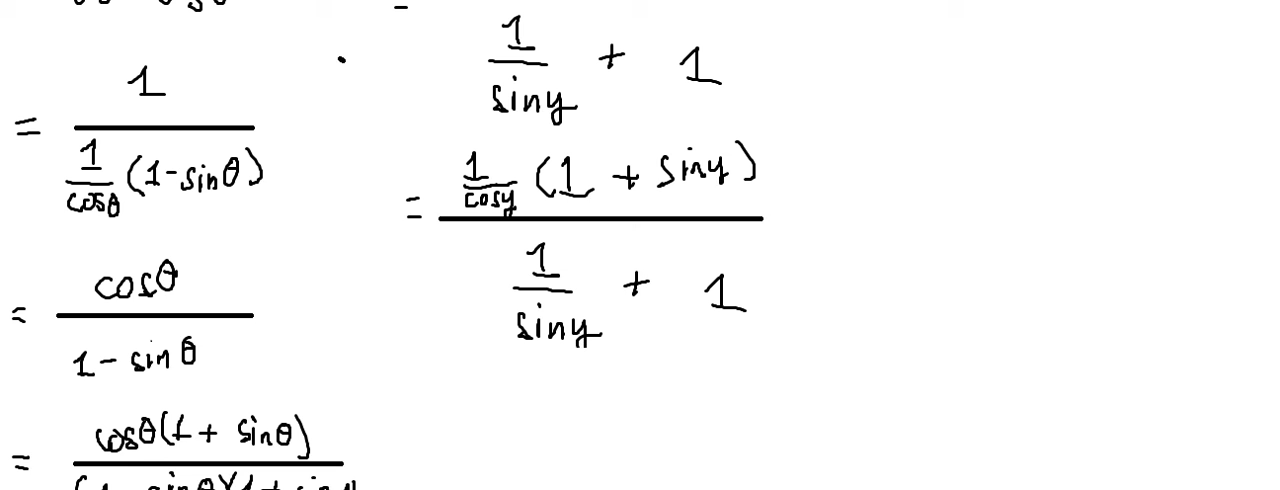 = 1 / (1/cosθ (1-sinθ))
= cosθ / (1 - sinθ)
= cosθ(1 + sinθ)
1/siny + 1
= 1/cosy (1 + siny) / (1/siny + 1)